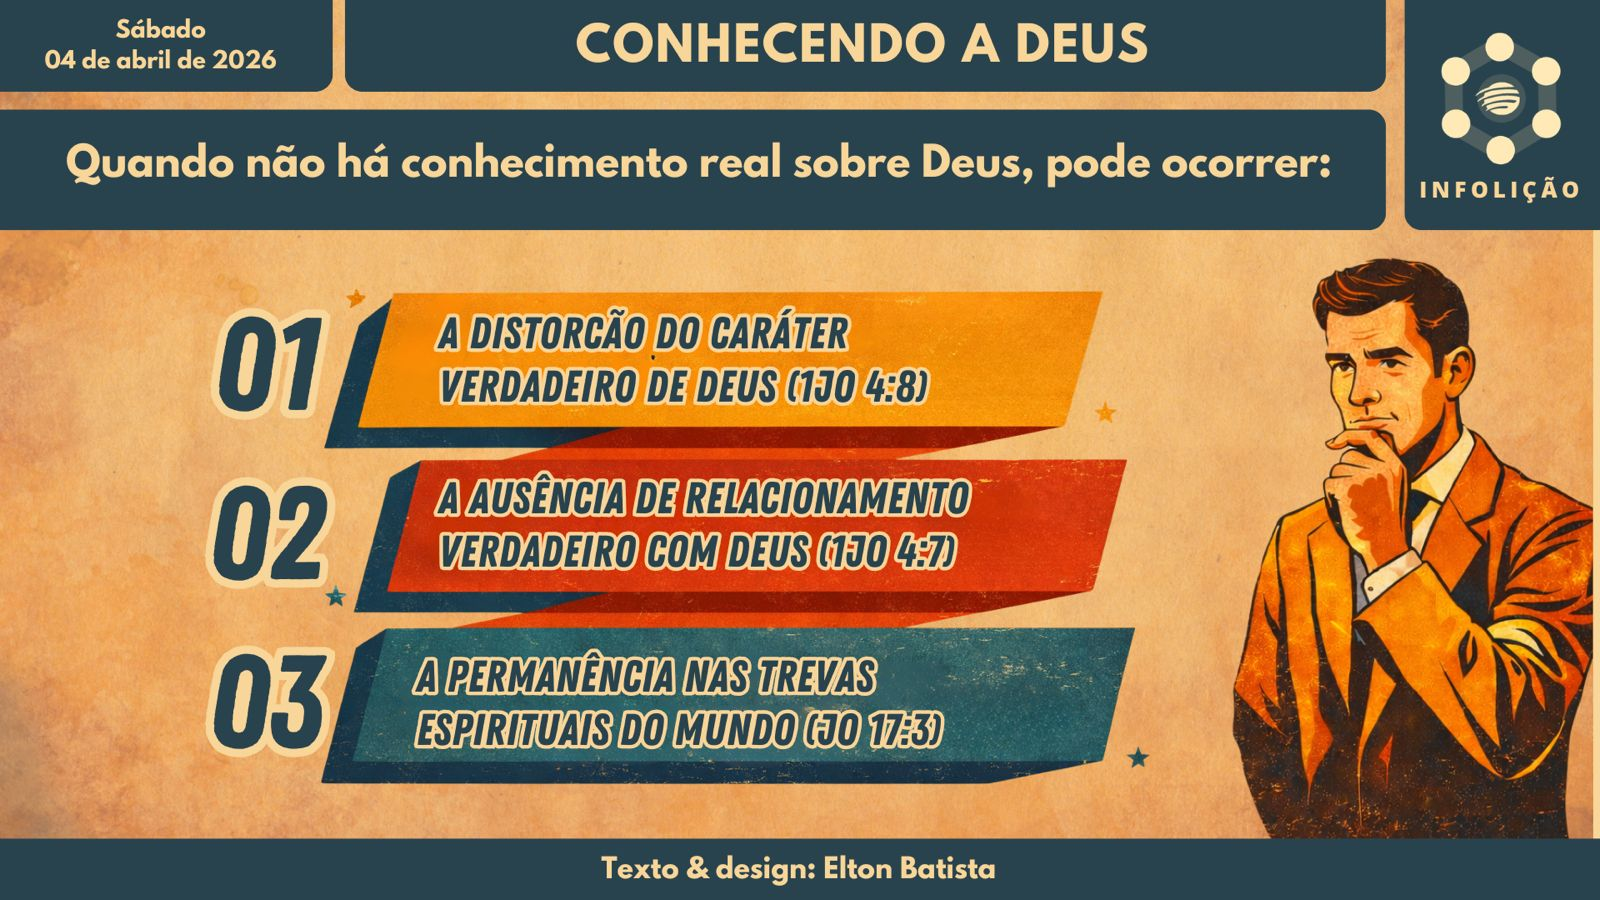 Sábado
04 de abril de 2026
CONHECENDO A DEUS
Quando não há conhecimento real sobre Deus, pode ocorrer:
INFOLIÇÃO
01
A DISTORCÃO DO CARÁTER
VERDADEIRO DE DEUS (1JO 4:8)
02
A AUSÊNCIA DE RELACIONAMENTO
VERDADEIRO COM DEUS (1JO 4:7)
03
A PERMANÊNCIA NAS TREVAS
ESPIRITUAIS DO MUNDO (JO 17:3)
Texto & design: Elton Batista